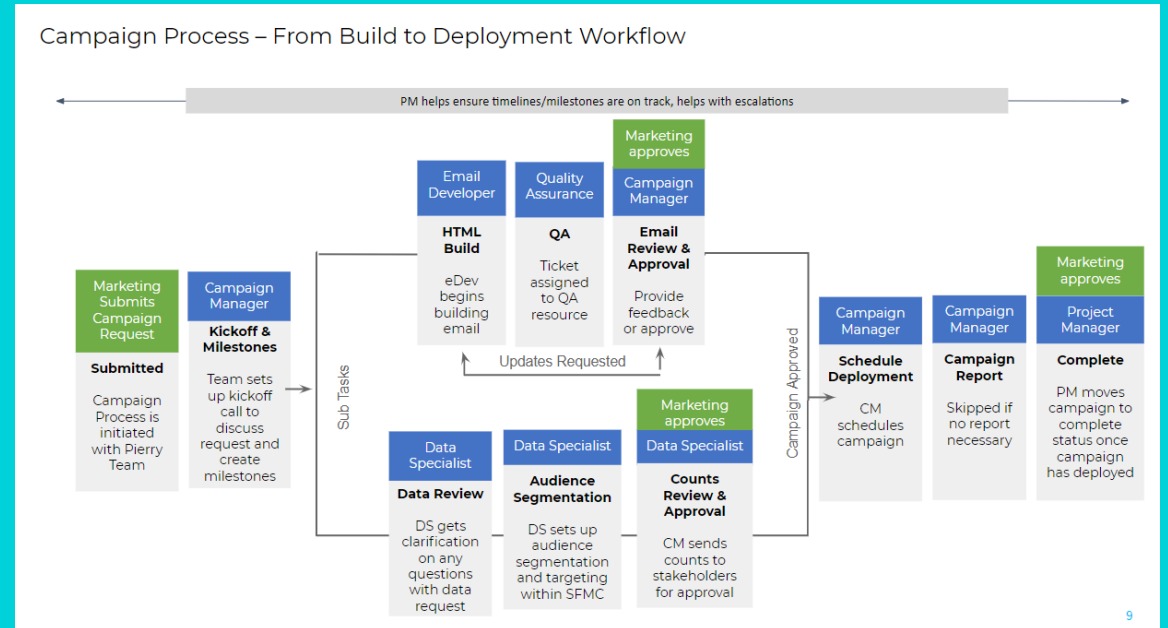 Campaign Process – From Build to Deployment Workflow
PM helps ensure timelines/milestones are on track, helps with escalations
Marketing
Submits
Campaign
Request
Submitted
Campaign
Process is
initiated
with Pierry
Team
Campaign
Manager
Kickoff &
Milestones
Team sets
up kickoff
call to
discuss
request and
create
milestones
Sub Tasks
Email
Developer
HTML
Build
eDev
begins
building
email
Quality
Assurance
QA
Ticket
assigned
to QA
resource
Marketing
approves
Campaign
Manager
Email
Review &
Approval
Provide
feedback
or approve
Updates Requested
Data
Specialist
Data Review
DS gets
clarification
on any
questions
with data
request
Data Specialist
Audience
Segmentation
DS sets up
audience
segmentation
and targeting
within SFMC
Marketing
approves
Data Specialist
Counts
Review &
Approval
CM sends
counts to
stakeholders
for approval
Campaign Approved
Campaign
Manager
Schedule
Deployment
CM
schedules
campaign
Campaign
Manager
Campaign
Report
Skipped if
no report
necessary
Marketing
approves
Project
Manager
Complete
PM moves
campaign to
complete
status once
campaign
has deployed
9